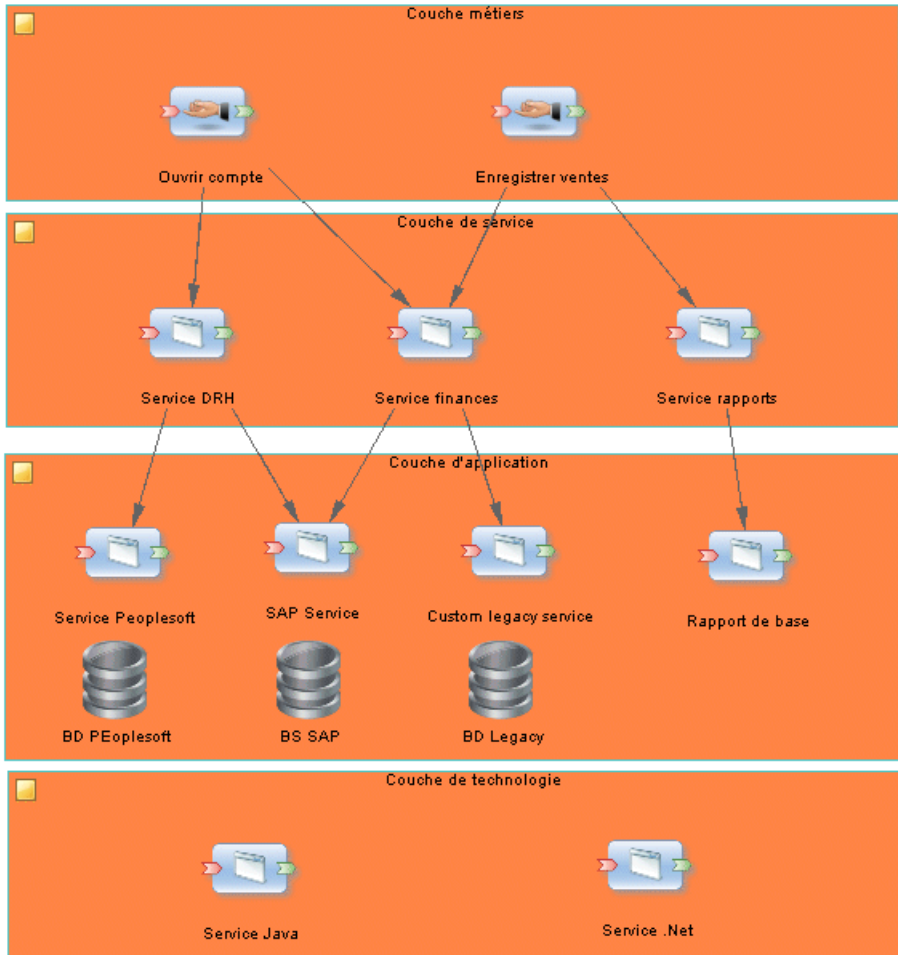 Couche métiers
Ouvrir compte
Enregistrer ventes
Couche de service
Service DRH
Service finances
Service rapports
Couche d'application
Service Peoplesoft
SAP Service
Custom legacy service
Rapport de base
BD PEoplesoft
BS SAP
BD Legacy
Couche de technologie
Service Java
Service .Net